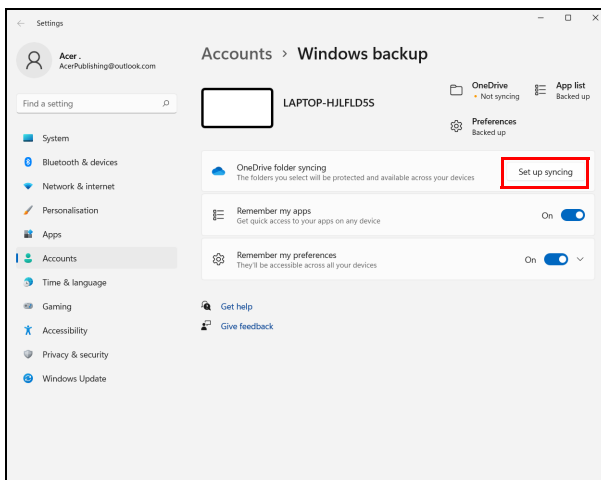 Settings
Acer .
AcerPublishing@outlook.com
Find a setting
System
Bluetooth & devices
Network & internet
Personalisation
Apps
Accounts
Time & language
Gaming
Accessibility
Privacy & security
Windows Update
Accounts > Windows backup
LAPTOP-HJLFLD5S
OneDrive
• Not syncing
App list
Backed up
Preferences
Backed up
OneDrive folder syncing
The folders you select will be protected and available across your devices
Set up syncing
Remember my apps
Get quick access to your apps on any device
On
Remember my preferences
They'll be accessible across all your devices
On
Get help
Give feedback